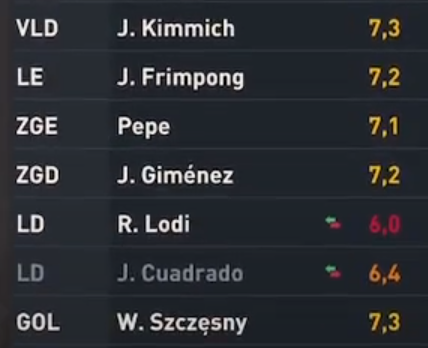 VLD J. Kimmich 7,3
LE J. Frimpong 7,2
ZGE Pepe 7,1
ZGD J. Giménez 7,2
LD R. Lodi 6,0
LD J. Cuadrado 6,4
GOL W. Szczęsny 7,3